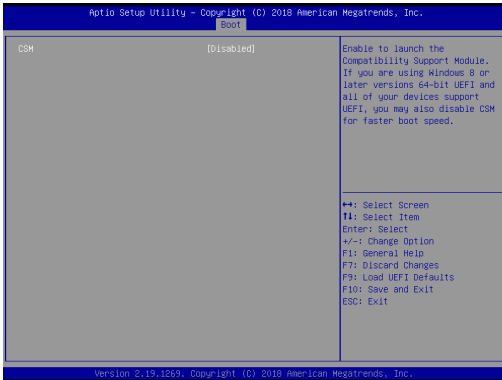 Aptio Setup Utility – Copyright (C) 2018 American Megatrends, Inc.
Boot
CSM [Disabled]
Enable to launch the
Compatibility Support Module.
If you are using Windows 8 or
later versions 64-bit UEFI and
all of your devices support
UEFI, you may also disable CSM
for faster boot speed.
↔: Select Screen
↑↓: Select Item
Enter: Select
+/-: Change Option
F1: General Help
F7: Discard Changes
F9: Load UEFI Defaults
F10: Save and Exit
ESC: Exit
Version 2.19.1269. Copyright (C) 2018 American Megatrends, Inc.